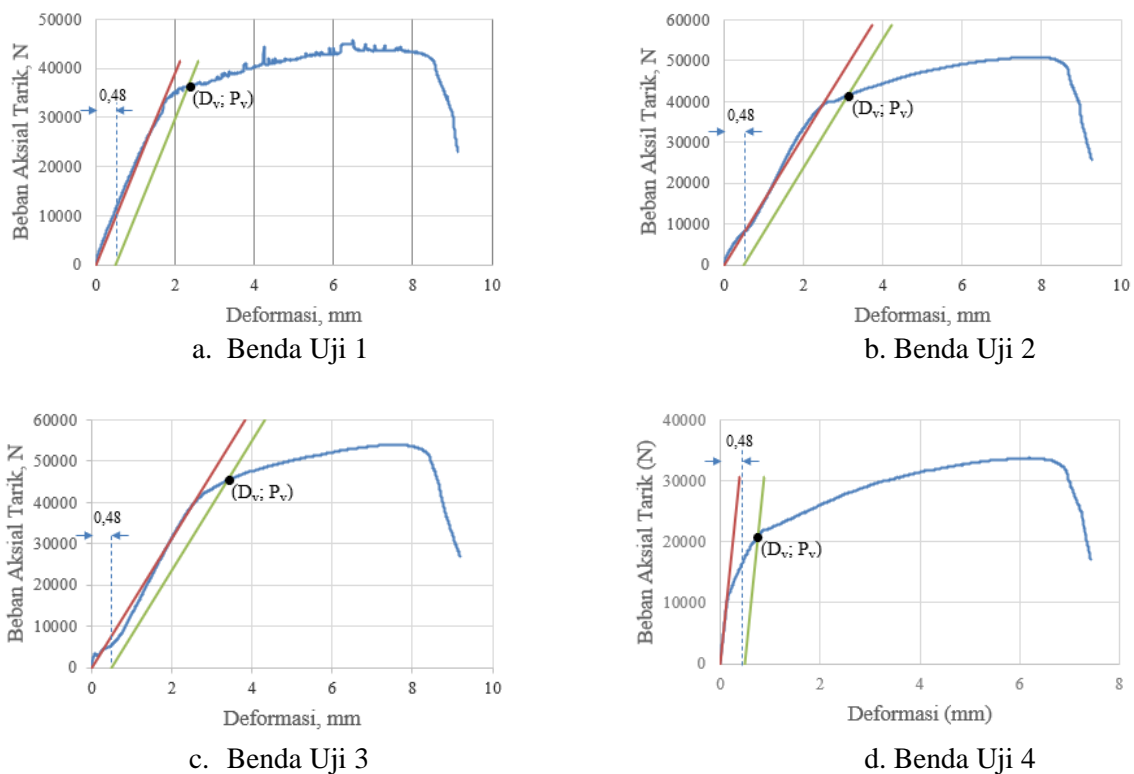 50000
40000
30000
20000
10000
0
0 2 4 6 8 10
Beban Aksial Tarik, N
0,48
(Dᵥ; Pᵥ)
Deformasi, mm
a. Benda Uji 1
60000
50000
40000
30000
20000
10000
0
0 2 4 6 8 10
Beban Aksil Tarik, N
0,48
(Dᵥ; Pᵥ)
Deformasi, mm
b. Benda Uji 2
60000
50000
40000
30000
20000
10000
0
0 2 4 6 8 10
Beban Aksial Tarik, N
0,48
(Dᵥ; Pᵥ)
Deformasi, mm
c. Benda Uji 3
40000
30000
20000
10000
0
0 2 4 6 8
Beban Aksial Tarik (N)
0,48
(Dᵥ; Pᵥ)
Deformasi (mm)
d. Benda Uji 4